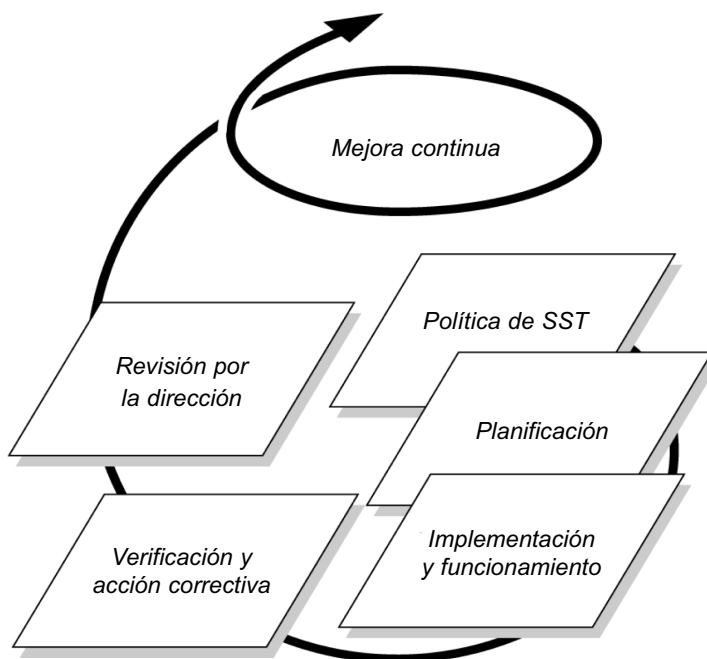 Mejora continua
Política de SST
Revisión por
la dirección
Planificación
Implementación
y funcionamiento
Verificación y
acción correctiva